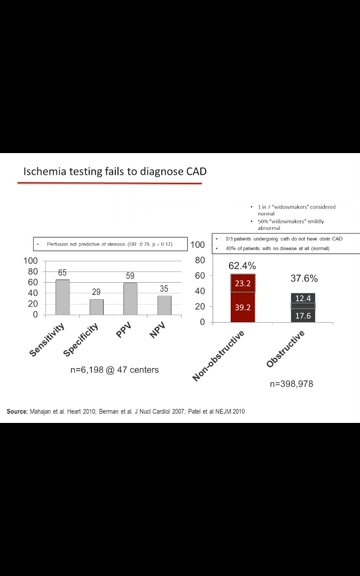 Ischemia testing fails to diagnose CAD
• 1 in 7 "widowmakers" considered
normal
• 50% "widowmakers" mildly
abnormal
• Perfusion not predictive of stenosis (OR: 0.79, p = 0.12)
• 2/3 patients undergoing cath do not have obstr CAD
• 40% of patients with no disease at all (normal)
100
80
60
40
20
0
65
29
59
35
Sensitivity
Specificity
PPV
NPV
n=6,198 @ 47 centers
100
80
60
40
20
0
62.4%
23.2
39.2
37.6%
12.4
17.6
Non-obstructive
Obstructive
n=398,978
Source: Mahajan et al. Heart 2010; Berman et al. J Nucl Cardiol 2007; Patel et al NEJM 2010